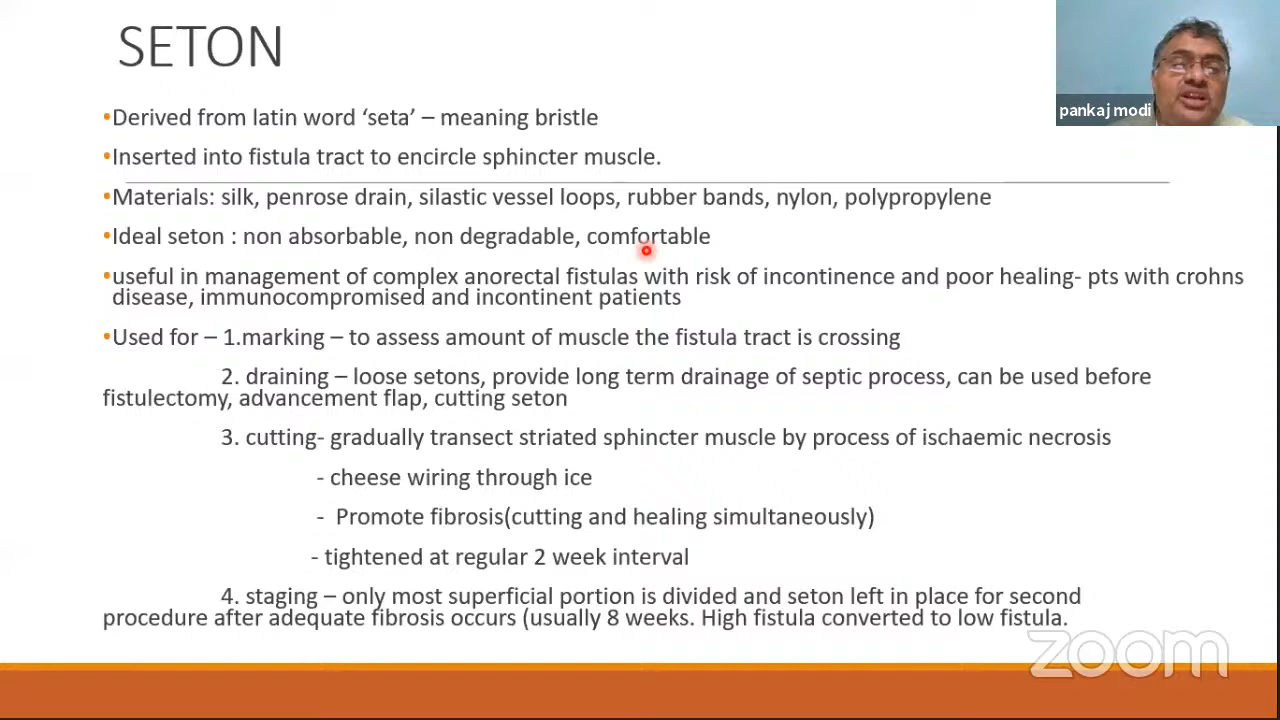 SETON
pankaj modi
•Derived from latin word ‘seta’ – meaning bristle
•Inserted into fistula tract to encircle sphincter muscle.
•Materials: silk, penrose drain, silastic vessel loops, rubber bands, nylon, polypropylene
•Ideal seton : non absorbable, non degradable, comfortable
•useful in management of complex anorectal fistulas with risk of incontinence and poor healing- pts with crohns
disease, immunocompromised and incontinent patients
•Used for – 1.marking – to assess amount of muscle the fistula tract is crossing
2. draining – loose setons, provide long term drainage of septic process, can be used before
fistulectomy, advancement flap, cutting seton
3. cutting- gradually transect striated sphincter muscle by process of ischaemic necrosis
- cheese wiring through ice
- Promote fibrosis(cutting and healing simultaneously)
- tightened at regular 2 week interval
4. staging – only most superficial portion is divided and seton left in place for second
procedure after adequate fibrosis occurs (usually 8 weeks. High fistula converted to low fistula.
zoom